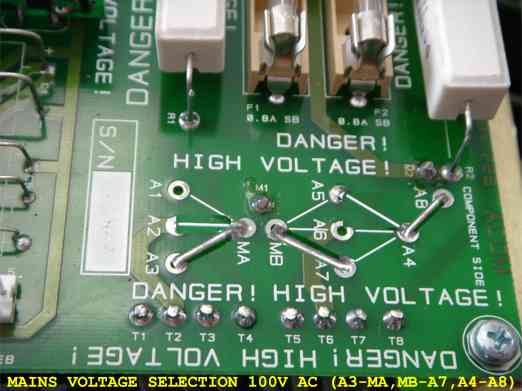 VOLTAGE!
DANGER!
DANGER!
AGE!
R1
F1
0.8A SB
F2
0.8A SB
DANGER!
HIGH VOLTAGE!
S/N
R2
A1
A2
A3
M1
MA
MB
A5
A6
A7
A8
A4
COMPONENT SIDE
DANGER! HIGH VOLTAGE!
T1 T2 T3 T4 T5 T6 T7 T8
DANGER! HIGH VOLTAGE!
MAINS VOLTAGE SELECTION 100V AC (A3-MA,MB-A7,A4-A8)